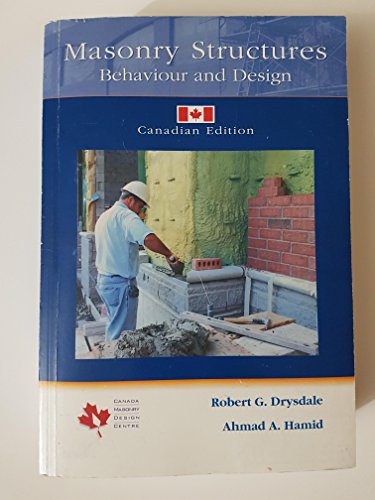 Masonry Structures
Behaviour and Design
Canadian Edition
CANADA
MASONRY
DESIGN
CENTRE
Robert G. Drysdale
Ahmad A. Hamid